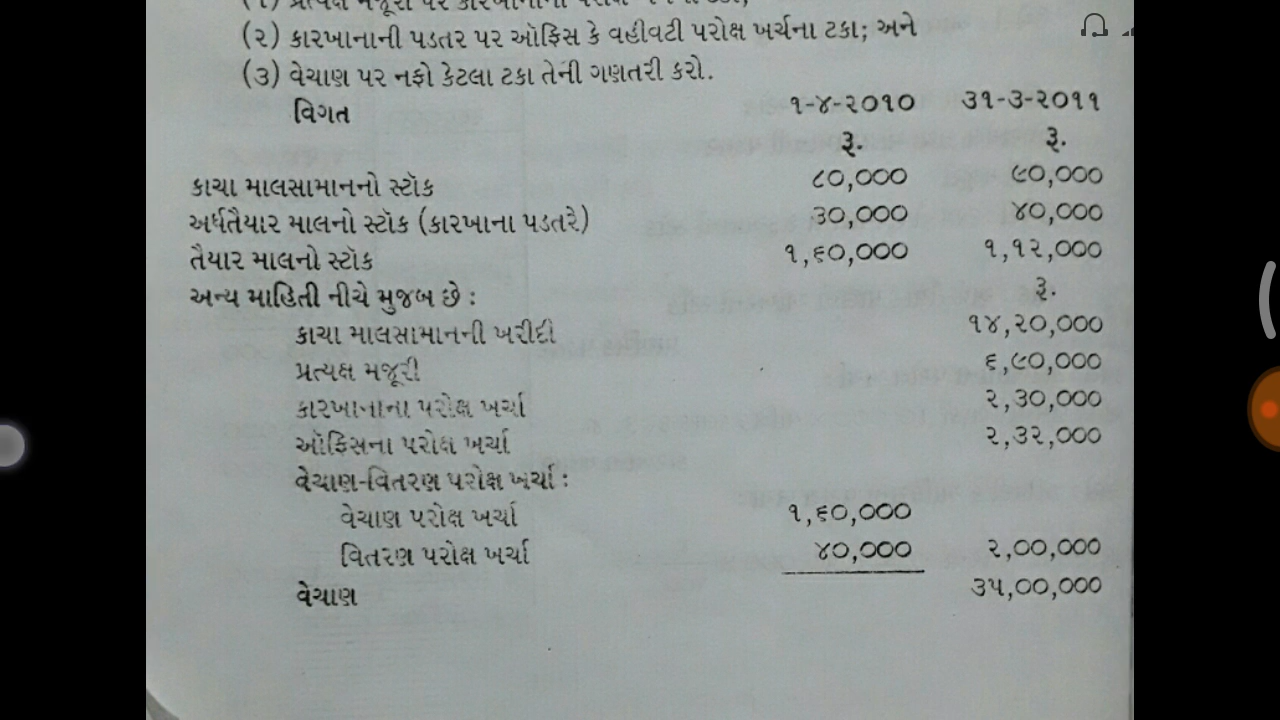 (૨) કારખાનાની પડતર પર ઑફિસ કે વહીવટી પરોક્ષ ખર્ચના ટકા; અને
(૩) વેચાણ પર નફો કેટલા ટકા તેની ગણતરી કરો.
વિગત ૧-૪-૨૦૧૦ ૩૧-૩-૨૦૧૧
રૂ. રૂ.
કાચા માલસામાનનો સ્ટૉક ૮૦,૦૦૦ ૯૦,૦૦૦
અર્ધતૈયાર માલનો સ્ટૉક (કારખાના પડતરે) ૩૦,૦૦૦ ૪૦,૦૦૦
તૈયાર માલનો સ્ટૉક ૧,૬૦,૦૦૦ ૧,૧૨,૦૦૦
અન્ય માહિતી નીચે મુજબ છે : રૂ.
કાચા માલસામાનની ખરીદી ૧૪,૨૦,૦૦૦
પ્રત્યક્ષ મજૂરી ૬,૯૦,૦૦૦
કારખાનાના પરોક્ષ ખર્ચા ૨,૩૦,૦૦૦
ઑફિસના પરોક્ષ ખર્ચા ૨,૩૨,૦૦૦
વેચાણ-વિતરણ પરોક્ષ ખર્ચા :
વેચાણ પરોક્ષ ખર્ચા ૧,૬૦,૦૦૦
વિતરણ પરોક્ષ ખર્ચા ૪૦,૦૦૦ ૨,૦૦,૦૦૦
વેચાણ ૩૫,૦૦,૦૦૦